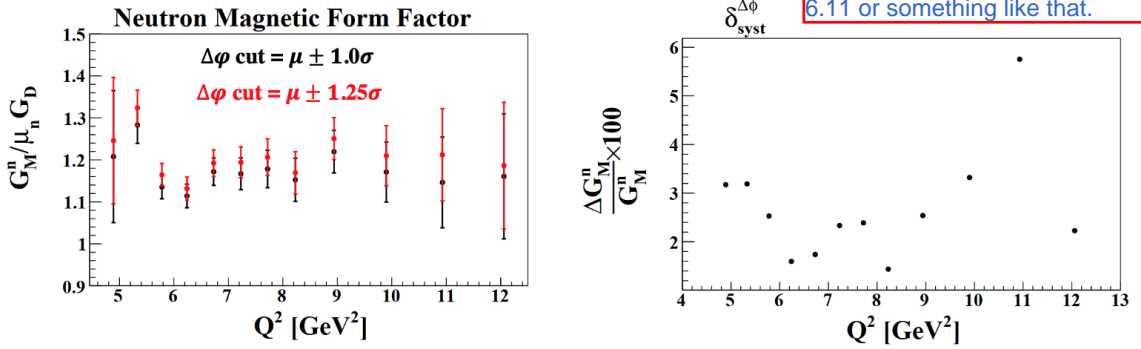 Neutron Magnetic Form Factor
Δφ cut = μ ± 1.0σ
Δφ cut = μ ± 1.25σ
G^n_M/μ_n G_D
1.5
1.4
1.3
1.2
1.1
1
0.9
5 6 7 8 9 10 11 12
Q² [GeV²]
6.11 or something like that.
δ^Δϕ_syst
ΔG^n_M/G^n_M ×100
6
5
4
3
2
4 5 6 7 8 9 10 11 12 13
Q² [GeV²]